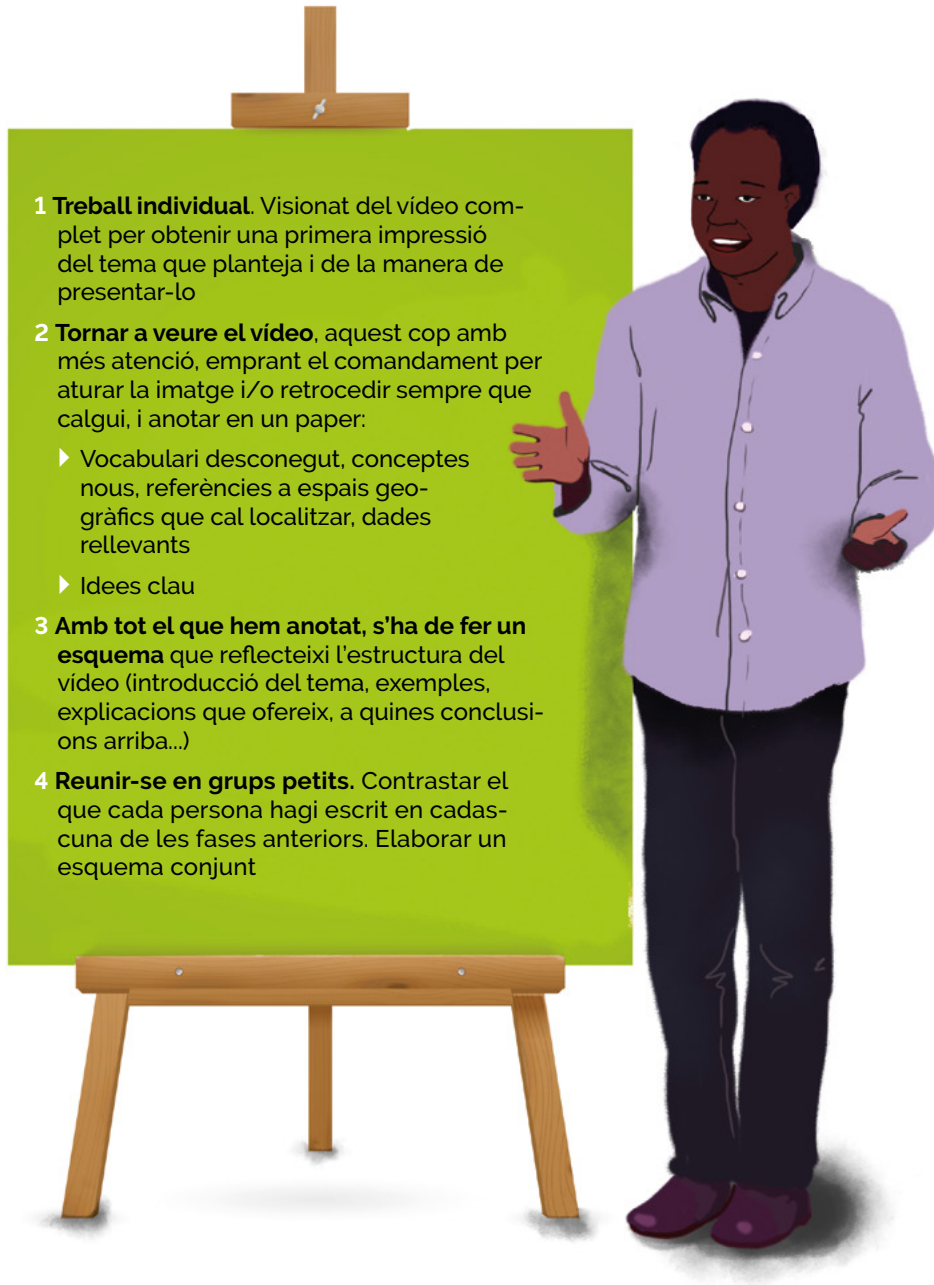 1 Treball individual. Visionat del vídeo com-
plet per obtenir una primera impressió
del tema que planteja i de la manera de
presentar-lo
2 Tornar a veure el vídeo, aquest cop amb
més atenció, emprant el comandament per
aturar la imatge i/o retrocedir sempre que
calgui, i anotar en un paper:
Vocabulari desconegut, conceptes
nous, referències a espais geo-
gràfics que cal localitzar, dades
rellevants
Idees clau
3 Amb tot el que hem anotat, s'ha de fer un
esquema que reflecteixi l'estructura del
vídeo (introducció del tema, exemples,
explicacions que ofereix, a quines conclusi-
ons arriba...)
4 Reunir-se en grups petits. Contrastar el
que cada persona hagi escrit en cadas-
cuna de les fases anteriors. Elaborar un
esquema conjunt